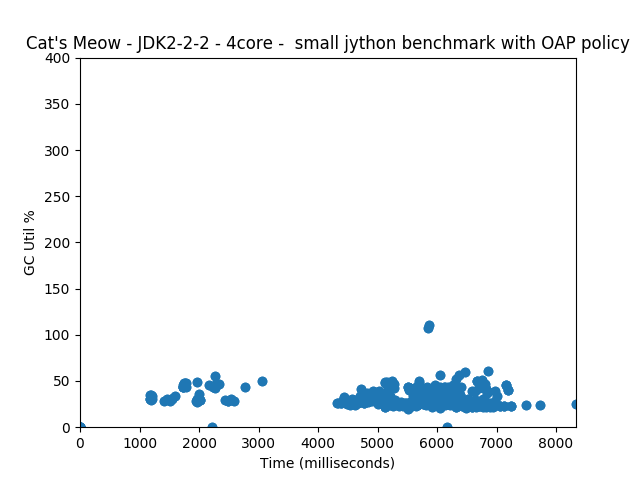 Cat's Meow - JDK2-2-2 - 4core -  small jython benchmark with OAP policy
400
350
300
250
200
150
100
50
0
GC Util %
0 1000 2000 3000 4000 5000 6000 7000 8000
Time (milliseconds)